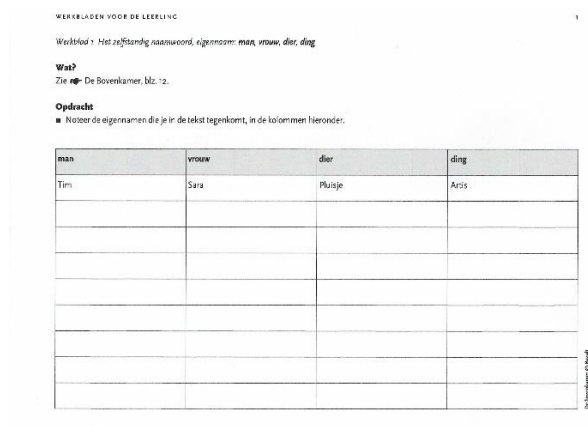 WERKBLADEN VOOR DE LEERLING 1
Werkblad 1 Het zelfstandig naamwoord, eigennaam: man, vrouw, dier, ding
Wat?
Zie De Bovenkamer, blz. 12.
Opdracht
■ Noteer de eigennamen die je in de tekst tegenkomt, in de kolommen hieronder.
man vrouw dier ding
Tim Sara Pluisje Artis